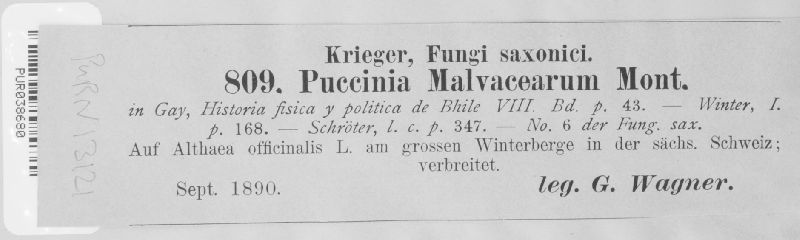 Krieger, Fungi saxonici.
809. Puccinia Malvacearum Mont.
in Gay, Historia fisica y politica de Bhile VIII. Bd. p. 43. — Winter, I.
p. 168. — Schröter, l. c. p. 347. — No. 6 der Fung. sax.
Auf Althaea officinalis L. am grossen Winterberge in der sächs. Schweiz;
verbreitet.
Sept. 1890.
leg. G. Wagner.
PUR038680
PUR N13121